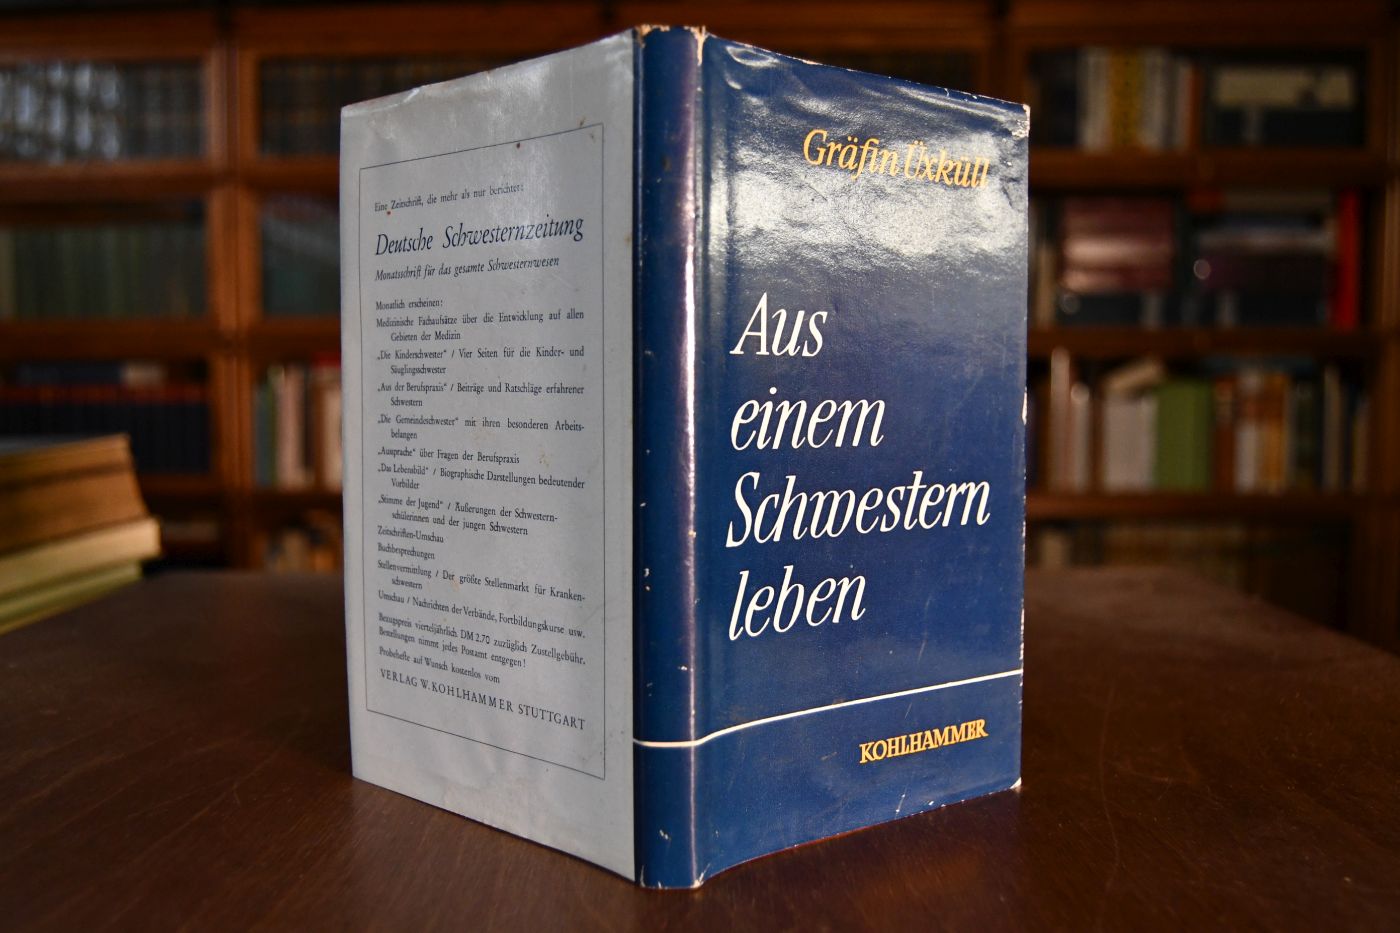 Eine Zeitschrift, die mehr als nur berichtet:
Deutsche Schwesternzeitung
Monatsschrift für das gesamte Schwesternwesen
Monatlich erscheinen:
Medizinische Fachaufsätze über die Entwicklung auf allen
Gebieten der Medizin
„Die Kinderschwester“ / Vier Seiten für die Kinder- und
Säuglingsschwester
„Aus der Berufspraxis“ / Beiträge und Ratschläge erfahrener
Schwestern
„Die Gemeindeschwester“ mit ihren besonderen Arbeits-
belangen
„Aussprache“ über Fragen der Berufspraxis
„Das Lebensbild“ / Biographische Darstellungen bedeutender
Vorbilder
„Stimme der Jugend“ / Äußerungen der Schwestern-
schülerinnen und der jungen Schwestern
Zeitschriften-Umschau
Buchbesprechungen
Stellenvermittlung / Der größte Stellenmarkt für Kranken-
schwestern
Umschau / Nachrichten der Verbände, Fortbildungskurse usw.
Bezugspreis vierteljährlich DM 2.70 zuzüglich Zustellgebühr.
Bestellungen nimmt jedes Postamt entgegen!
Probehefte auf Wunsch kostenlos vom
VERLAG W. KOHLHAMMER STUTTGART
Gräfin Üxküll
Aus
einem
Schwestern
leben
KOHLHAMMER